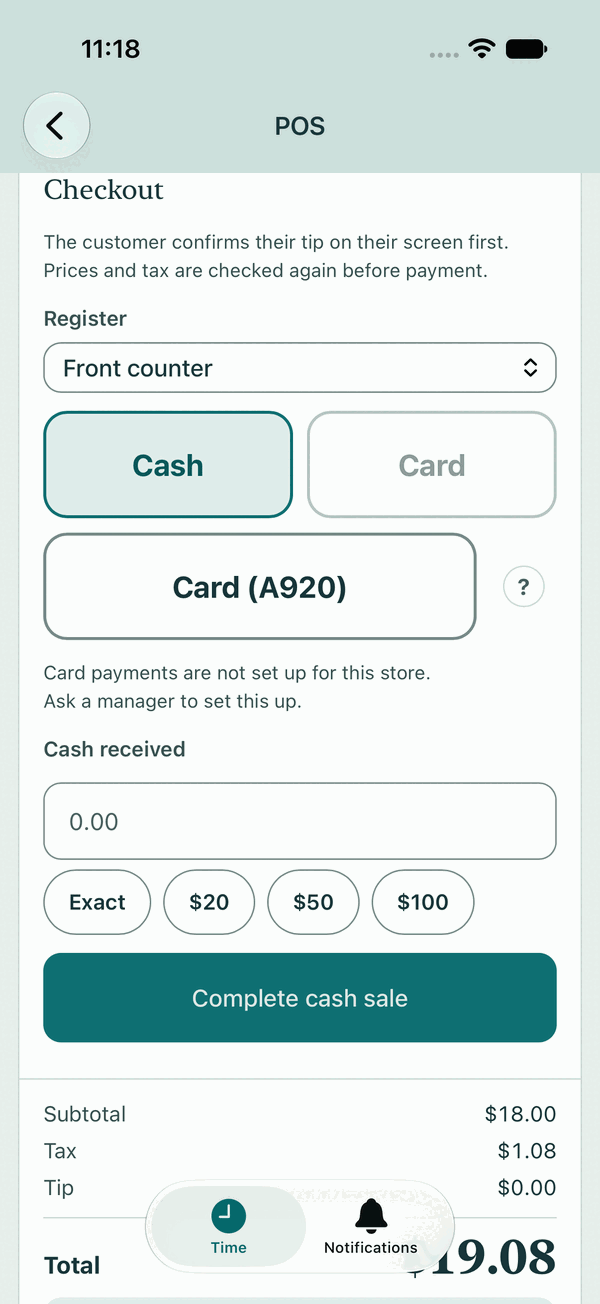 11:18
POS
Checkout
The customer confirms their tip on their screen first.
Prices and tax are checked again before payment.
Register
Front counter
Cash
Card
Card (A920)
?
Card payments are not set up for this store.
Ask a manager to set this up.
Cash received
0.00
Exact
$20
$50
$100
Complete cash sale
Subtotal
$18.00
Tax
$1.08
Tip
$0.00
Total
$19.08
Time
Notifications